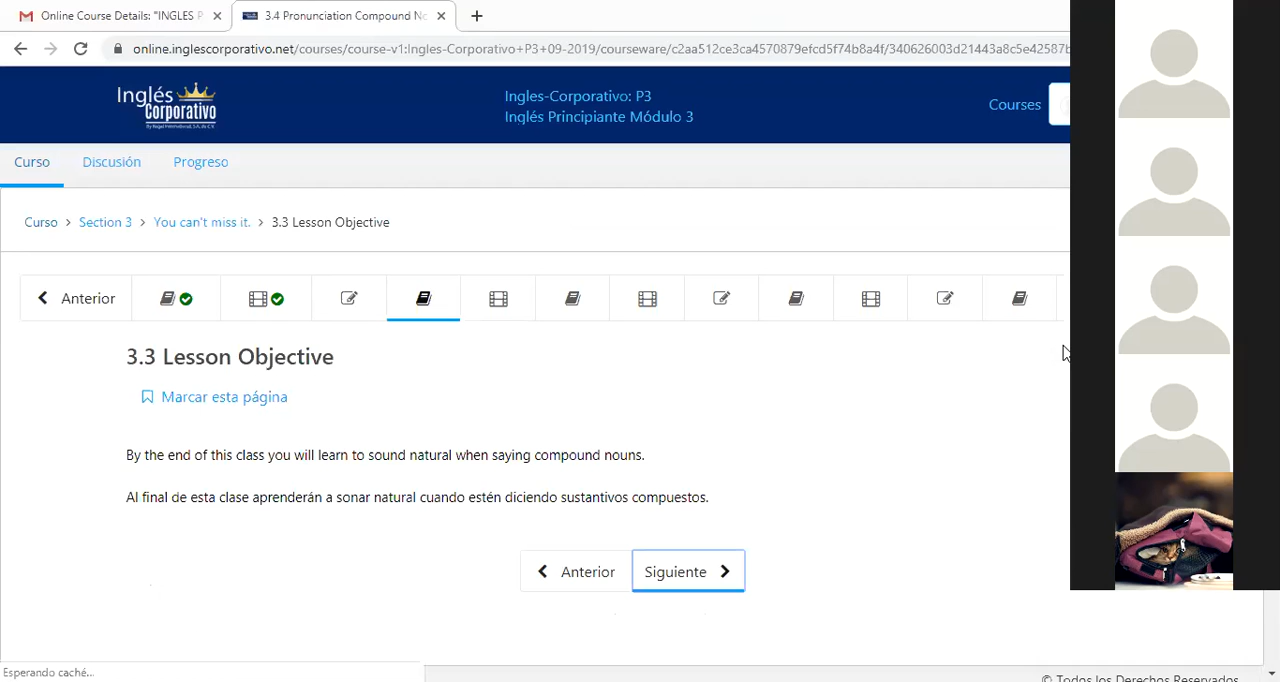 Online Course Details: "INGLES P
3.4 Pronunciation Compound No
online.inglescorporativo.net/courses/course-v1:Ingles-Corporativo+P3+09-2019/courseware/c2aa512ce3ca4570879efcd5f74b8a4f/340626003d21443a8c5e42587b
Inglés
Corporativo
Ingles-Corporativo: P3
Inglés Principiante Módulo 3
Courses
Curso
Discusión
Progreso
Curso > Section 3 > You can't miss it. > 3.3 Lesson Objective
Anterior
3.3 Lesson Objective
Marcar esta página
By the end of this class you will learn to sound natural when saying compound nouns.
Al final de esta clase aprenderán a sonar natural cuando estén diciendo sustantivos compuestos.
Anterior
Siguiente
Esperando caché...
© Todos los Derechos Reservados